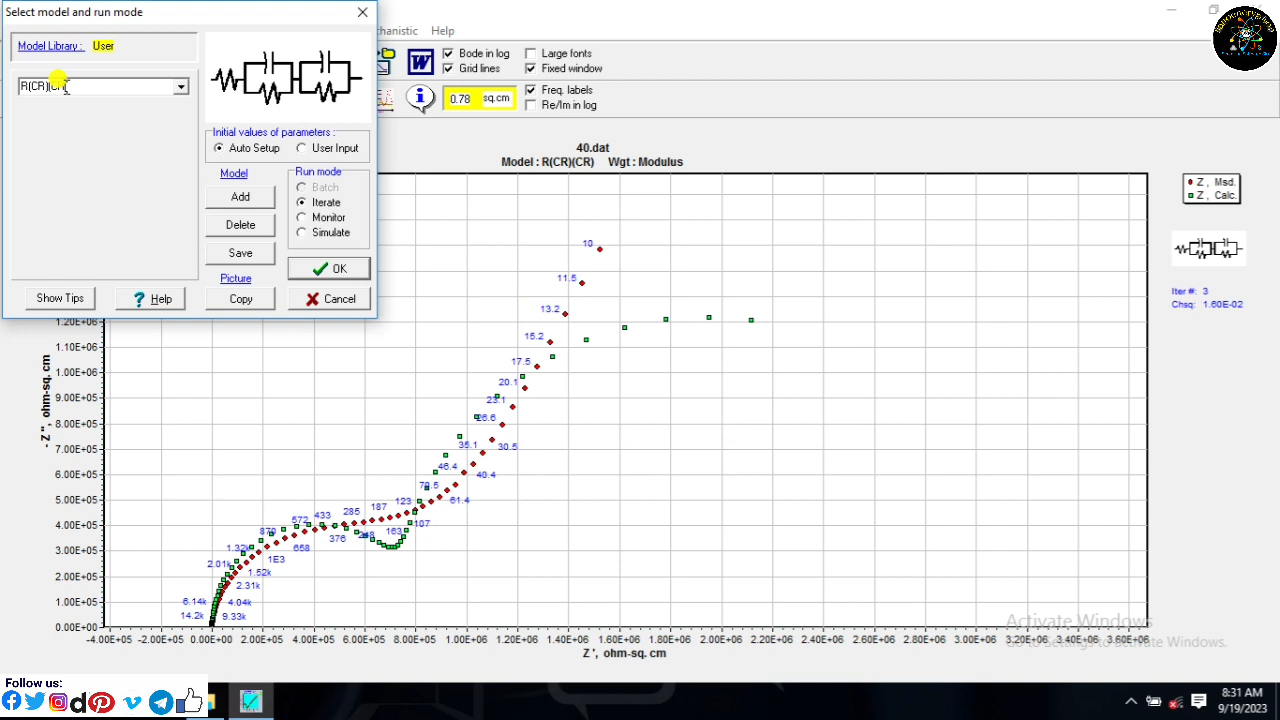 Select model and run mode
Model Library : User
R(CR)(CR)
Initial values of parameters :
Auto Setup
User Input
Model
Add
Delete
Save
Picture
Copy
Run mode
Batch
Iterate
Monitor
Simulate
OK
Cancel
Show Tips
? Help
chanistic Help
W
Bode in log
Grid lines
Large fonts
Fixed window
i
0.78 sq.cm
Freq. labels
Re/Im in log
40.dat
Model : R(CR)(CR) Wgt : Modulus
Z , Msd.
Z , Calc.
Iter #: 3
Chsq: 1.60E-02
10
11.5
13.2
15.2
17.5
20.1
23.1
26.6
30.5
35.1
40.4
46.4
61.4
70.5
107
123
163
187
248
285
376
433
572
658
870
1E3
1.32k
1.52k
2.01k
2.31k
4.04k
6.14k
9.33k
14.2k
1.20E+06
1.10E+06
1.00E+06
9.00E+05
8.00E+05
7.00E+05
6.00E+05
5.00E+05
4.00E+05
3.00E+05
2.00E+05
1.00E+05
0.00E+00
- Z '', ohm-sq. cm
-4.00E+05 -2.00E+05 0.00E+00 2.00E+05 4.00E+05 6.00E+05 8.00E+05 1.00E+06 1.20E+06 1.40E+06 1.60E+06 1.80E+06 2.00E+06 2.20E+06 2.40E+06 2.60E+06 2.80E+06 3.00E+06 3.20E+06 3.40E+06 3.60E+06
Z ', ohm-sq. cm
Activate Windows
Go to Settings to activate Windows.
Follow us:
8:31 AM
9/19/2023